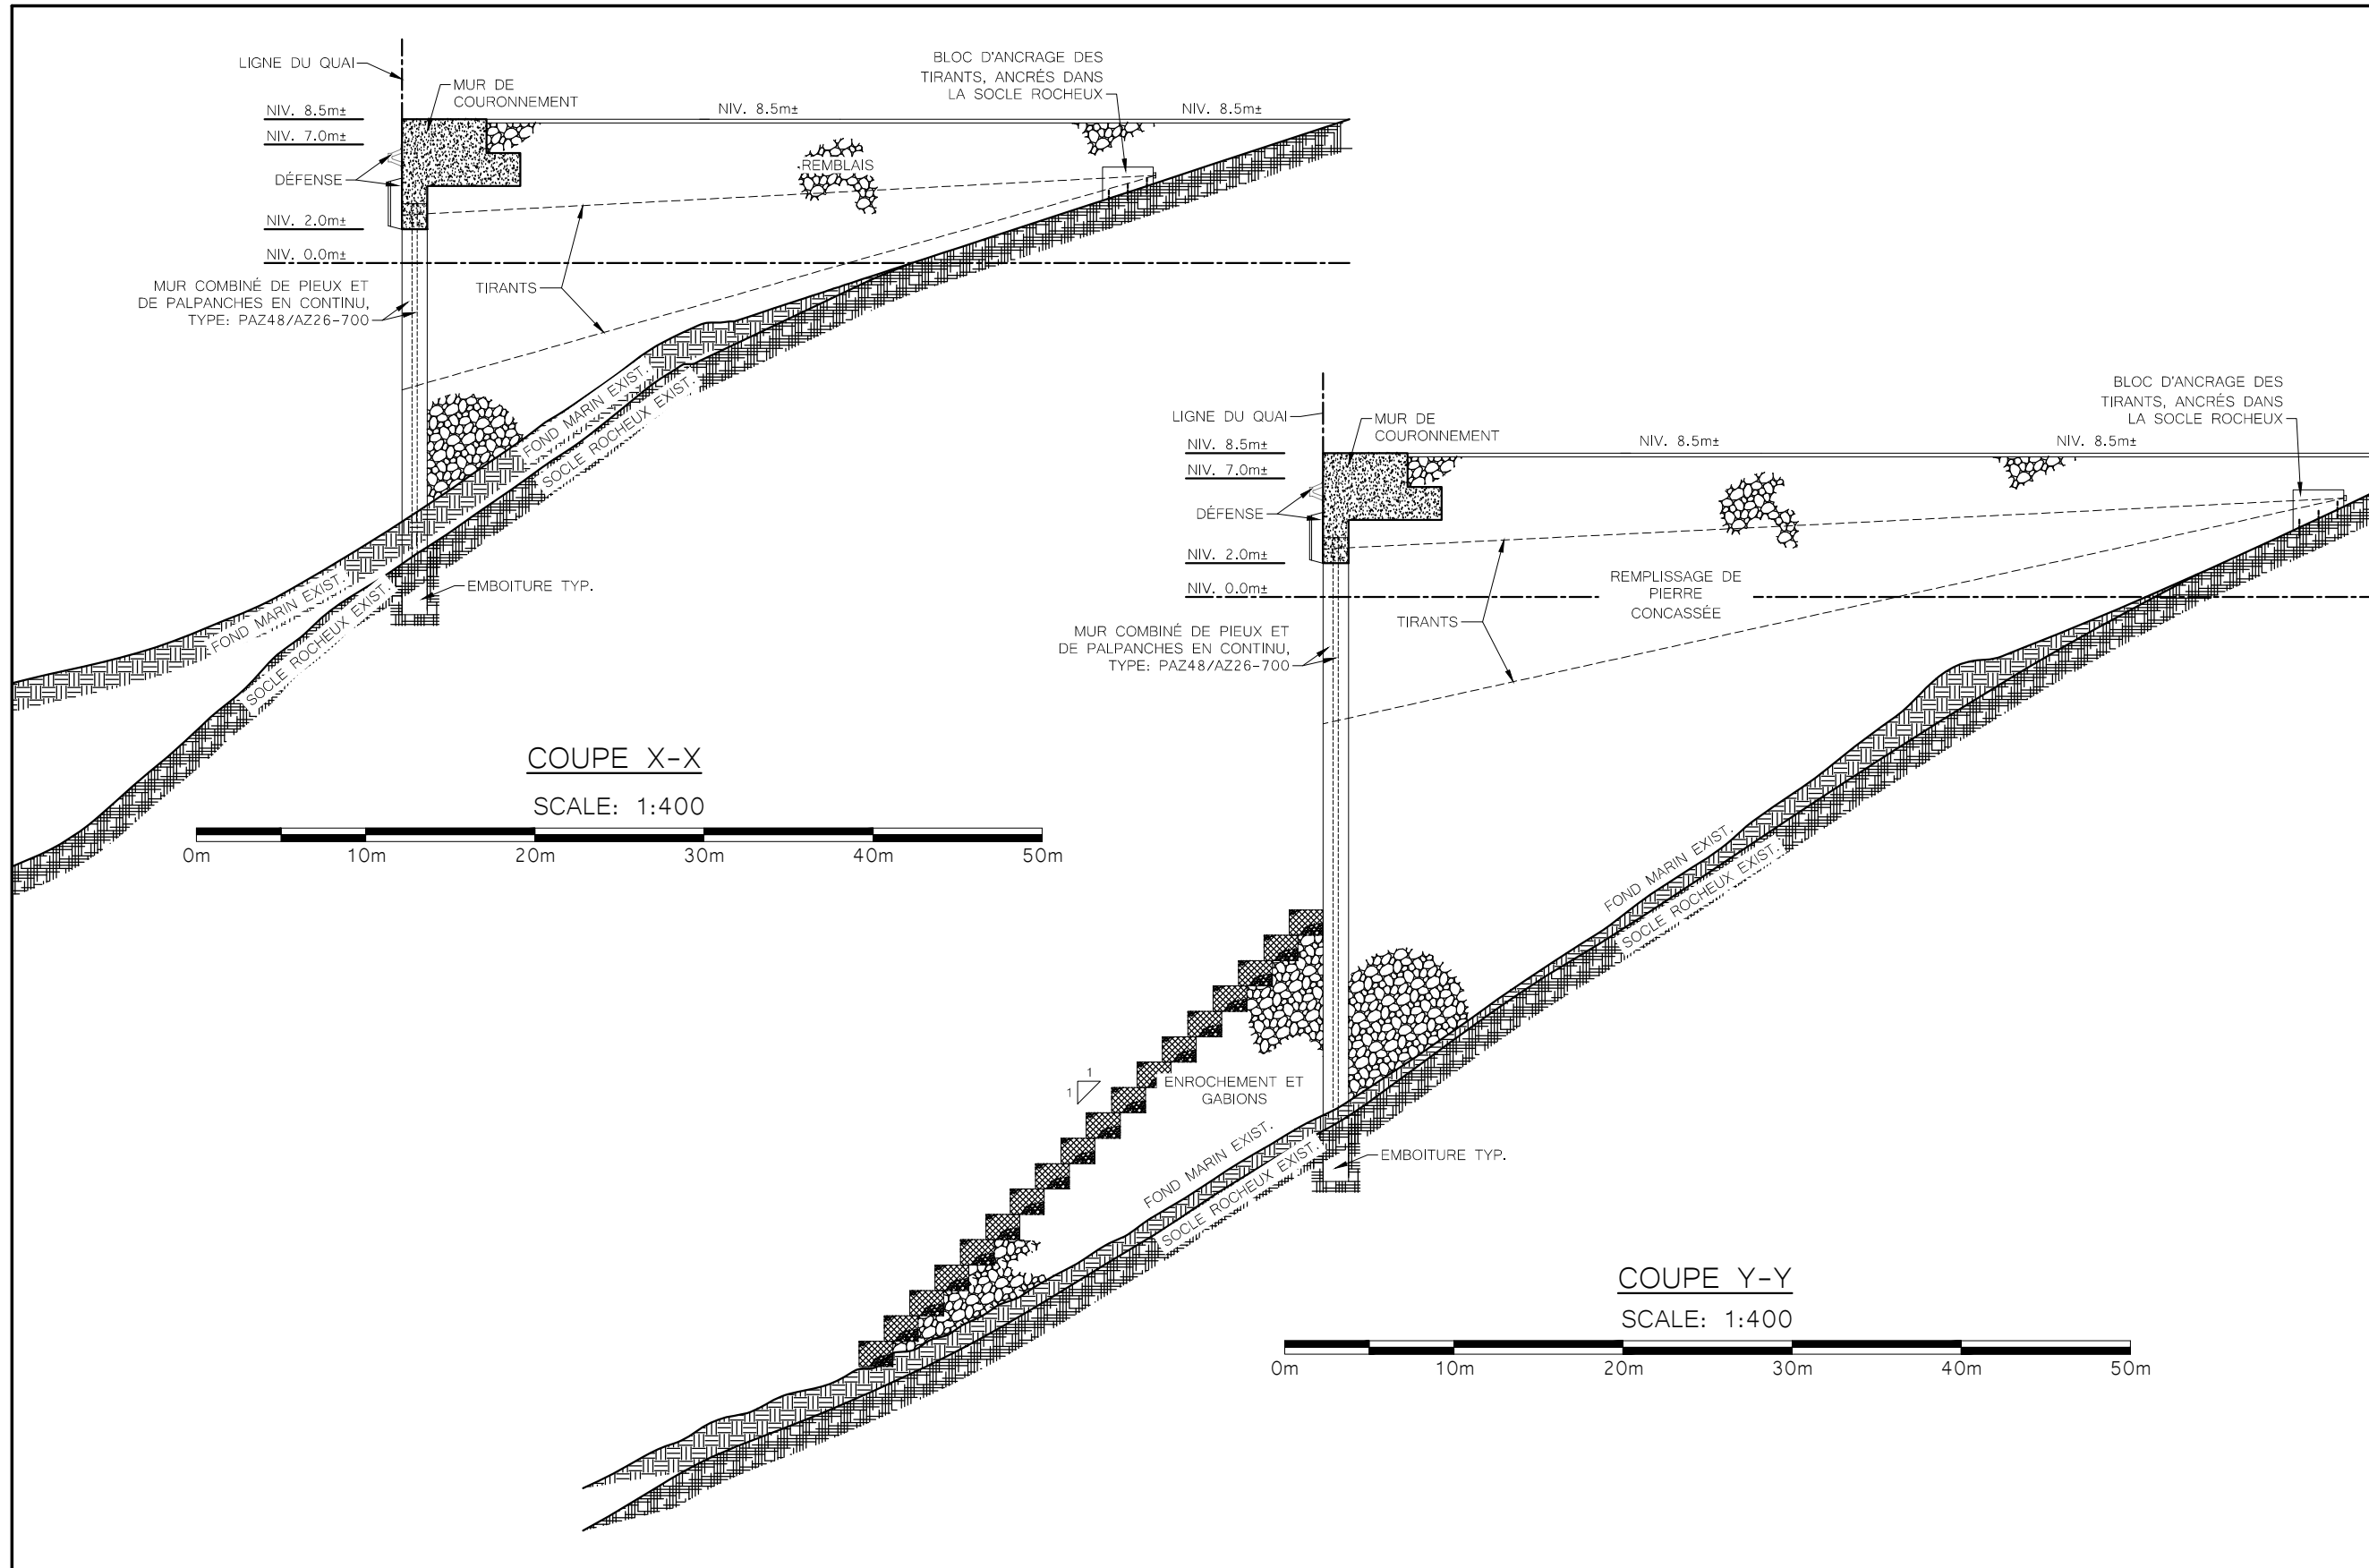 LIGNE DU QUAI
MUR DE
COURONNEMENT
BLOC D'ANCRAGE DES
TIRANTS, ANCRÉS DANS
LA SOCLE ROCHEUX
NIV. 8.5m±
NIV. 8.5m±
NIV. 8.5m±
NIV. 7.0m±
REMBLAIS
DÉFENSE
NIV. 2.0m±
NIV. 0.0m±
MUR COMBINÉ DE PIEUX ET
DE PALPANCHES EN CONTINU,
TYPE: PAZ48/AZ26-700
TIRANTS
FOND MARIN EXIST.
SOCLE ROCHEUX EXIST.
EMBOITURE TYP.
FOND MARIN EXIST.
SOCLE ROCHEUX EXIST.
COUPE X-X
SCALE: 1:400
0m 10m 20m 30m 40m 50m
LIGNE DU QUAI
MUR DE
COURONNEMENT
BLOC D'ANCRAGE DES
TIRANTS, ANCRÉS DANS
LA SOCLE ROCHEUX
NIV. 8.5m±
NIV. 8.5m±
NIV. 8.5m±
NIV. 7.0m±
DÉFENSE
NIV. 2.0m±
NIV. 0.0m±
REMPLISSAGE DE
PIERRE
CONCASSÉE
MUR COMBINÉ DE PIEUX ET
DE PALPANCHES EN CONTINU,
TYPE: PAZ48/AZ26-700
TIRANTS
FOND MARIN EXIST.
SOCLE ROCHEUX EXIST.
1
1
ENROCHEMENT ET
GABIONS
FOND MARIN EXIST.
SOCLE ROCHEUX EXIST.
EMBOITURE TYP.
COUPE Y-Y
SCALE: 1:400
0m 10m 20m 30m 40m 50m